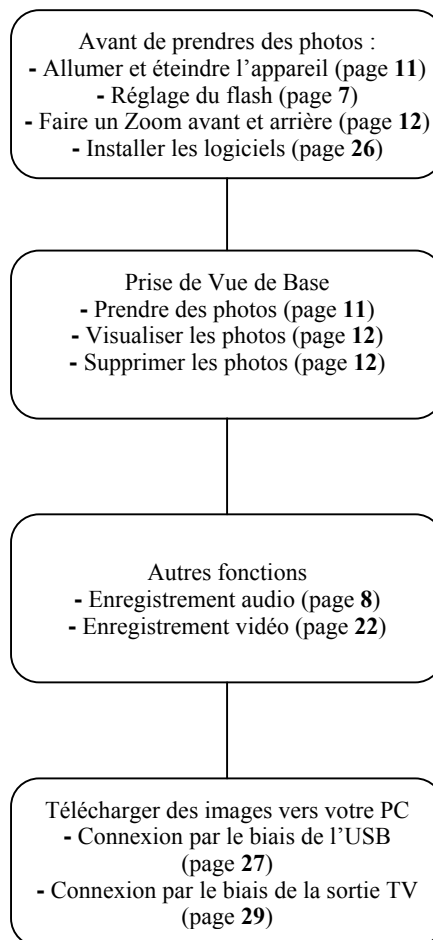 Avant de prendres des photos :
- Allumer et éteindre l’appareil (page 11)
- Réglage du flash (page 7)
- Faire un Zoom avant et arrière (page 12)
- Installer les logiciels (page 26)
Prise de Vue de Base
- Prendre des photos (page 11)
- Visualiser les photos (page 12)
- Supprimer les photos (page 12)
Autres fonctions
- Enregistrement audio (page 8)
- Enregistrement vidéo (page 22)
Télécharger des images vers votre PC
- Connexion par le biais de l’USB
(page 27)
- Connexion par le biais de la sortie TV
(page 29)